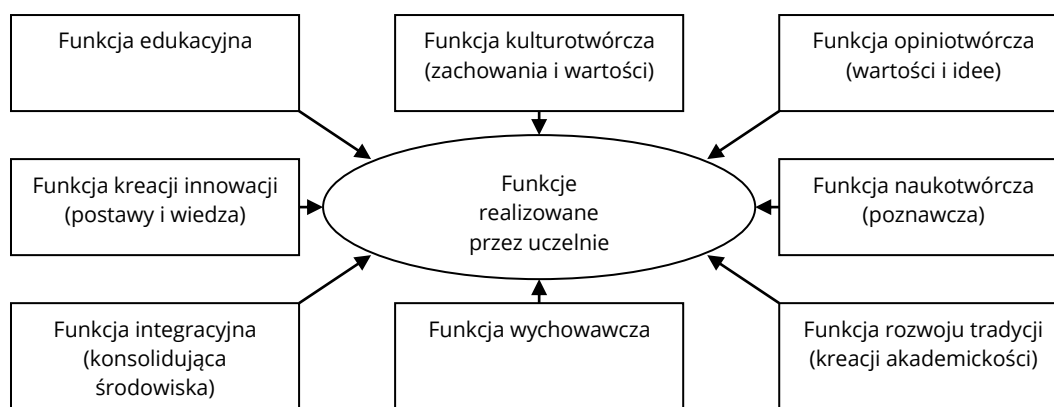 Funkcja edukacyjna
Funkcja kulturotwórcza
(zachowania i wartości)
Funkcja opiniotwórcza
(wartości i idee)
Funkcja kreacji innowacji
(postawy i wiedza)
Funkcje
realizowane
przez uczelnie
Funkcja naukotwórcza
(poznawcza)
Funkcja integracyjna
(konsolidująca
środowiska)
Funkcja wychowawcza
Funkcja rozwoju tradycji
(kreacji akademickości)